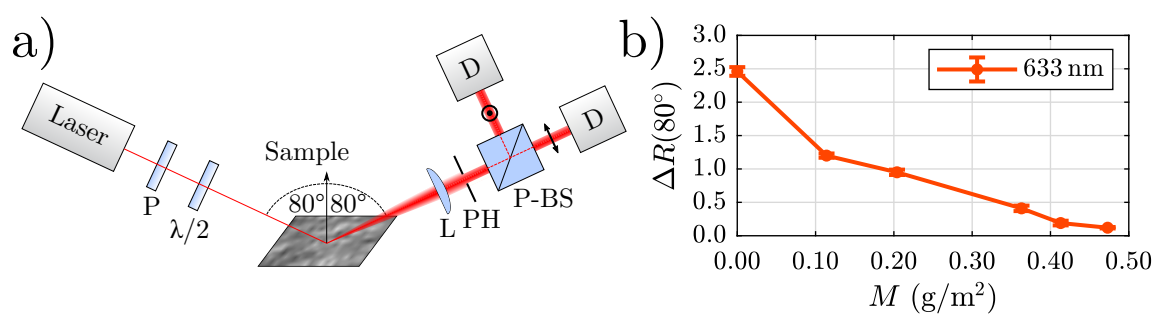 a)
Laser
P
λ/2
Sample
80° 80°
L
PH
P-BS
D
D
b)
ΔR(80°)
3.0
2.5
2.0
1.5
1.0
0.5
0.0
633 nm
0.00 0.10 0.20 0.30 0.40 0.50
M (g/m²)